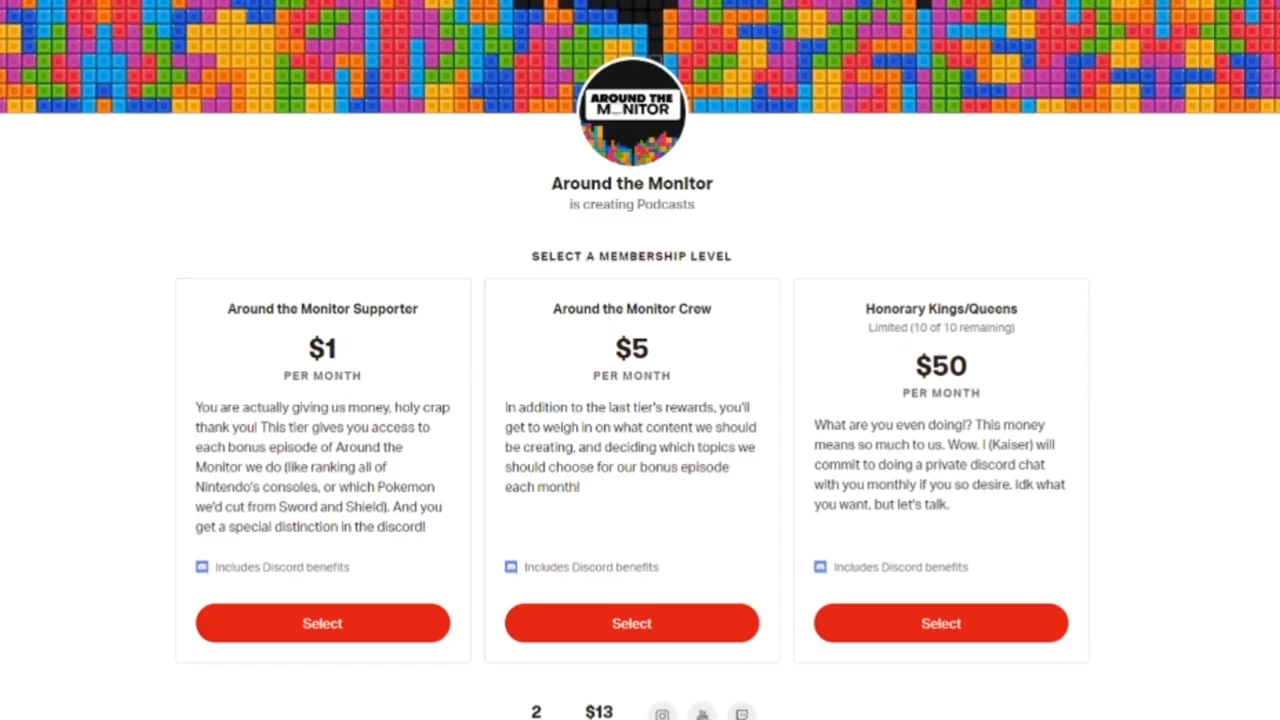 AROUND THE
M_NITOR
Around the Monitor
is creating Podcasts
SELECT A MEMBERSHIP LEVEL
Around the Monitor Supporter
$1
PER MONTH
You are actually giving us money, holy crap
thank you! This tier gives you access to
each bonus episode of Around the
Monitor we do (like ranking all of
Nintendo's consoles, or which Pokemon
we'd cut from Sword and Shield). And you
get a special distinction in the discord!
Includes Discord benefits
Select
Around the Monitor Crew
$5
PER MONTH
In addition to the last tier's rewards, you'll
get to weigh in on what content we should
be creating, and deciding which topics we
should choose for our bonus episode
each month!
Includes Discord benefits
Select
Honorary Kings/Queens
Limited (10 of 10 remaining)
$50
PER MONTH
What are you even doing!? This money
means so much to us. Wow. I (Kaiser) will
commit to doing a private discord chat
with you monthly if you so desire. Idk what
you want, but let's talk.
Includes Discord benefits
Select
2
$13